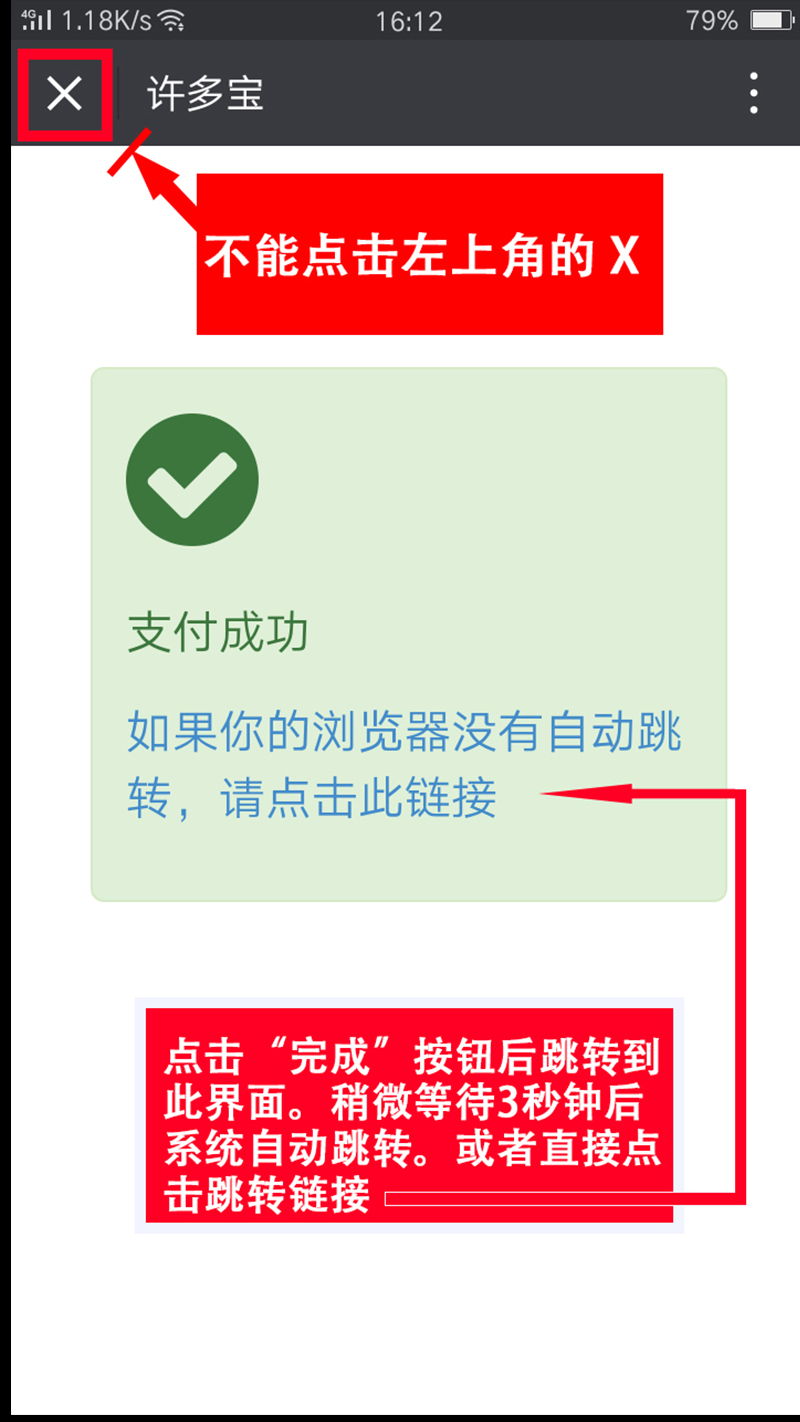 4G 1.18K/s 16:12 79%
许多宝
不能点击左上角的 X
支付成功
如果你的浏览器没有自动跳
转，请点击此链接
点击“完成”按钮后跳转到
此界面。稍微等待3秒钟后
系统自动跳转。或者直接点
击跳转链接